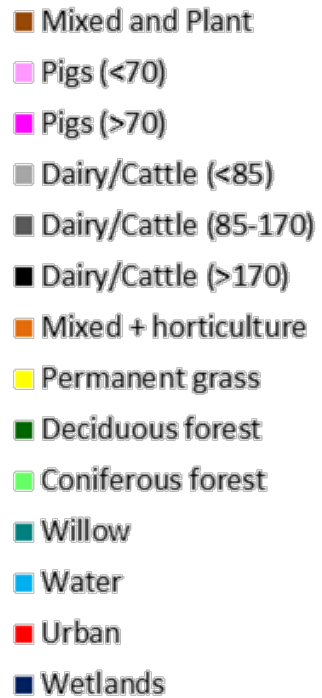 Mixed and Plant
Pigs (<70)
Pigs (>70)
Dairy/Cattle (<85)
Dairy/Cattle (85-170)
Dairy/Cattle (>170)
Mixed + horticulture
Permanent grass
Deciduous forest
Coniferous forest
Willow
Water
Urban
Wetlands